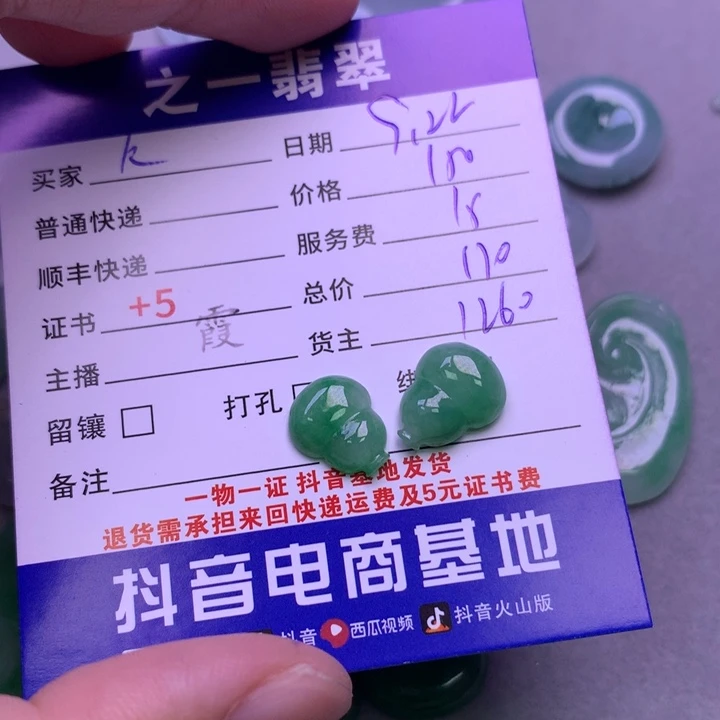 之一翡翠
买家 k 日期 5.22
普通快递 价格 150
顺丰快递 服务费 18
证书 +5 总价 170
霞
主播 货主 1260
留镶 打孔
备注
一物一证 抖音基地发货
退货需承担来回快递运费及5元证书费
抖音电商基地
抖音 西瓜视频 抖音火山版